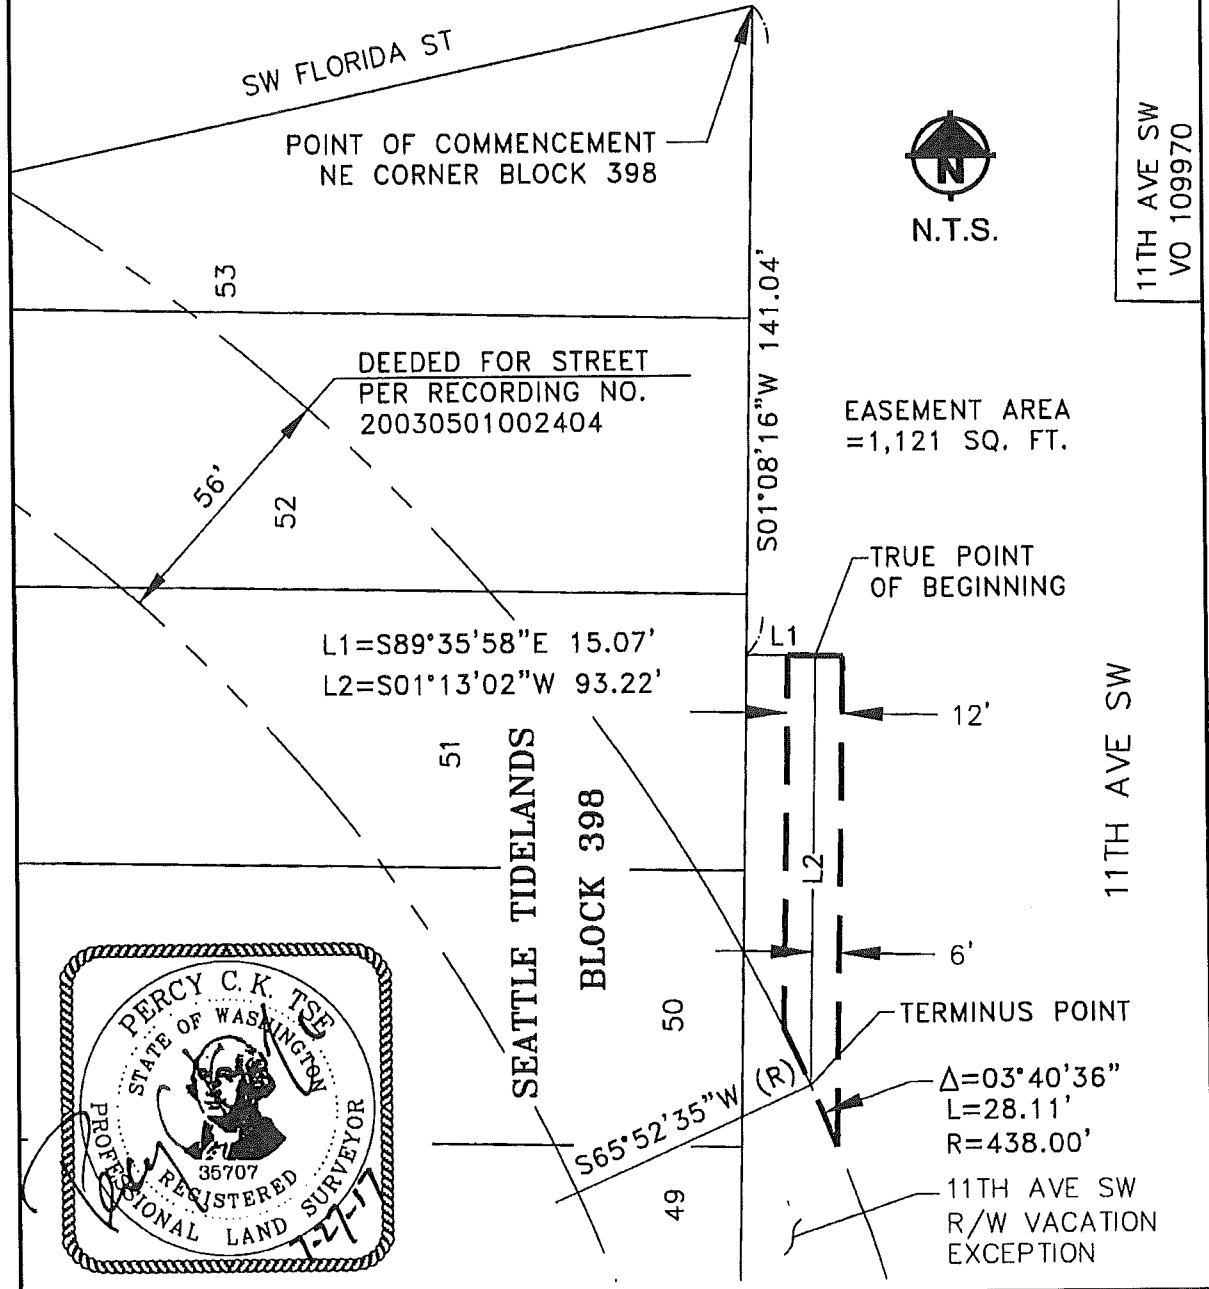 SW FLORIDA ST
POINT OF COMMENCEMENT
NE CORNER BLOCK 398
N
N.T.S.
11TH AVE SW
VO 109970
53
DEEDED FOR STREET
PER RECORDING NO.
20030501002404
S01°08'16"W 141.04'
EASEMENT AREA
=1,121 SQ. FT.
56'
52
TRUE POINT
OF BEGINNING
L1
L1=S89°35'58"E 15.07'
L2=S01°13'02"W 93.22'
12'
51
SEATTLE TIDELANDS
BLOCK 398
11TH AVE SW
L2
6'
50
TERMINUS POINT
S65°52'35"W (R)
Δ=03°40'36"
L=28.11'
R=438.00'
49
11TH AVE SW
R/W VACATION
EXCEPTION
PERCY C. K. TSE
STATE OF WASHINGTON
35707
REGISTERED
PROFESSIONAL LAND SURVEYOR
7-27-17